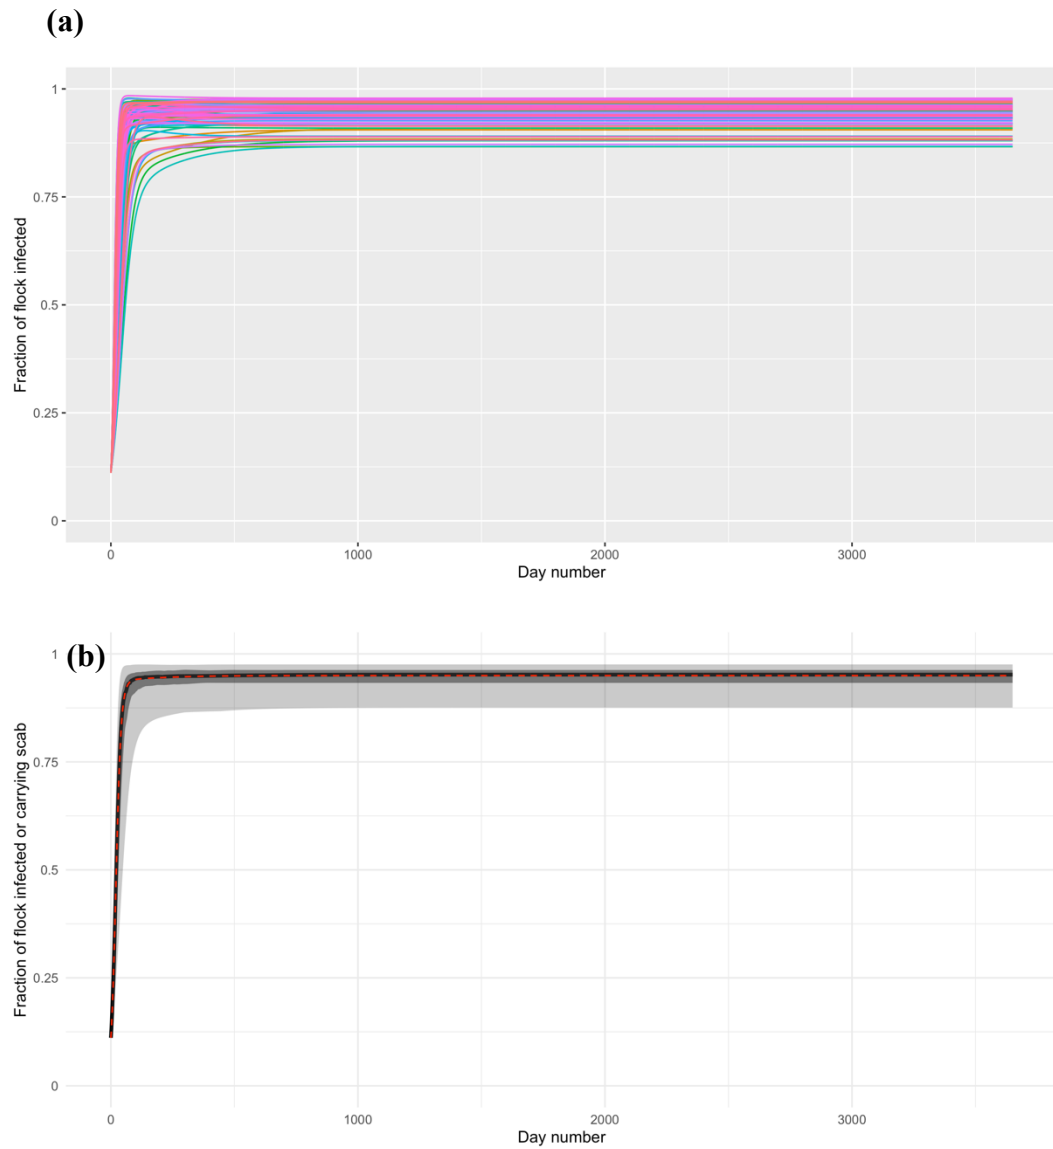 (a)
Fraction of flock infected
1
0.75
0.5
0.25
0
0 1000 2000 3000
Day number
(b)
Fraction of flock infected or carrying scab
1
0.75
0.5
0.25
0
0 1000 2000 3000
Day number